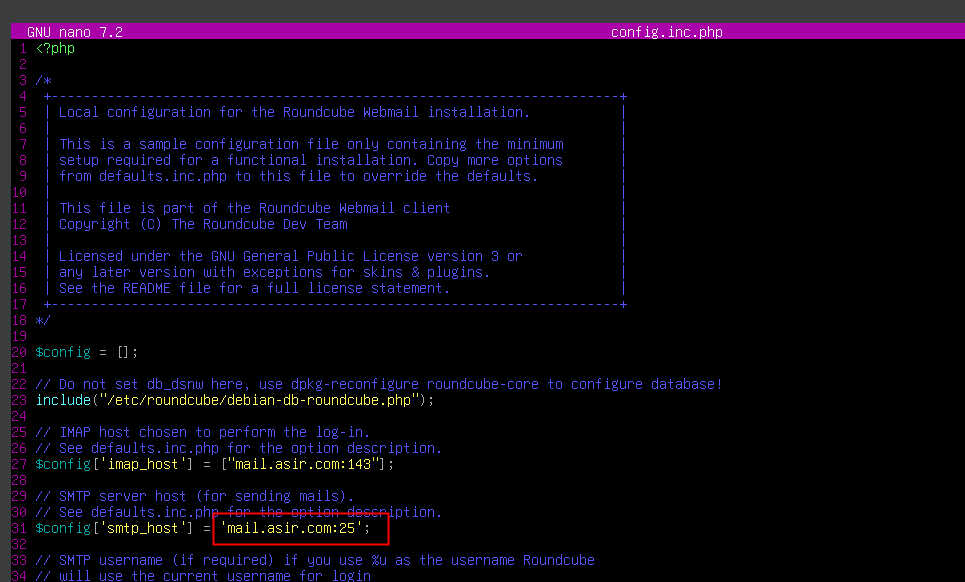 GNU nano 7.2 config.inc.php
1 <?php
2
3 /*
4 +-----------------------------------------------------------------------+
5 | Local configuration for the Roundcube Webmail installation. |
6 | |
7 | This is a sample configuration file only containing the minimum |
8 | setup required for a functional installation. Copy more options |
9 | from defaults.inc.php to this file to override the defaults. |
10 | |
11 | This file is part of the Roundcube Webmail client |
12 | Copyright (C) The Roundcube Dev Team |
13 | |
14 | Licensed under the GNU General Public License version 3 or |
15 | any later version with exceptions for skins & plugins. |
16 | See the README file for a full license statement. |
17 +-----------------------------------------------------------------------+
18 */
19
20 $config = [];
21
22 // Do not set db_dsnw here, use dpkg-reconfigure roundcube-core to configure database!
23 include("/etc/roundcube/debian-db-roundcube.php");
24
25 // IMAP host chosen to perform the log-in.
26 // See defaults.inc.php for the option description.
27 $config['imap_host'] = ["mail.asir.com:143"];
28
29 // SMTP server host (for sending mails).
30 // See defaults.inc.php for the option description.
31 $config['smtp_host'] = 'mail.asir.com:25';
32
33 // SMTP username (if required) if you use %u as the username Roundcube
34 // will use the current username for login